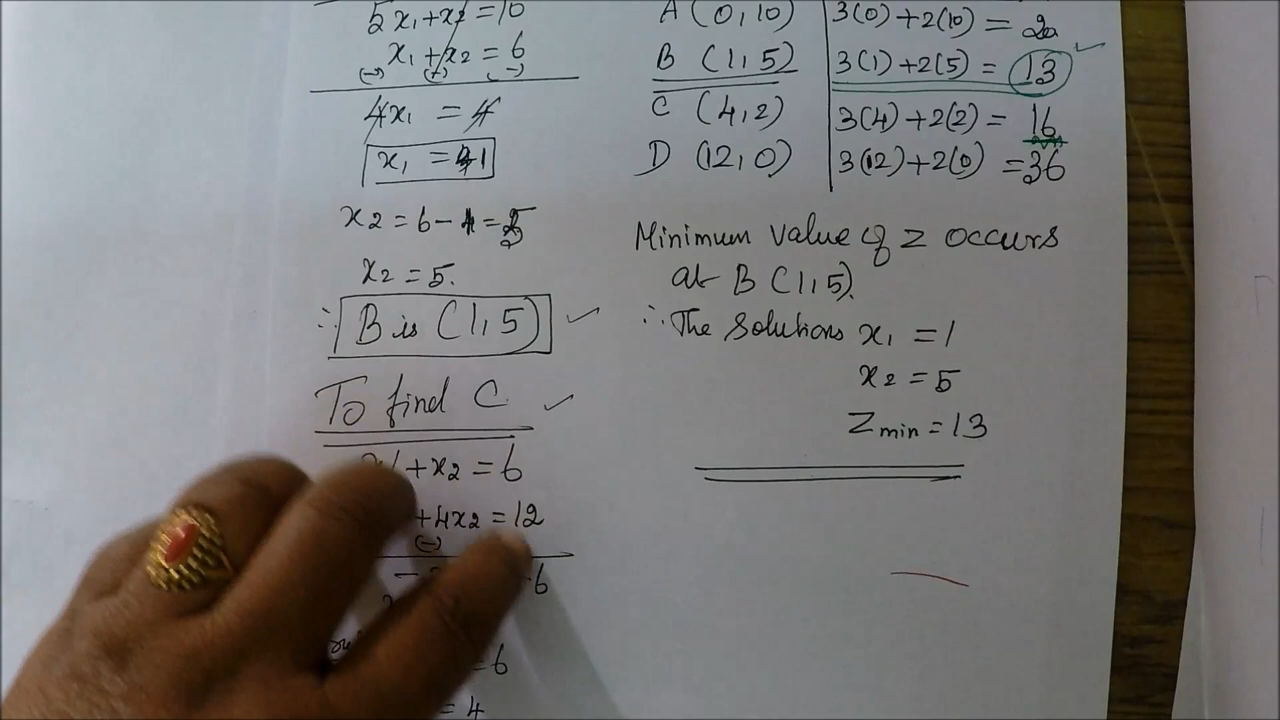 5x₁+x₂ = 10
x₁+x₂ = 6
(-) (+) (-)
4x₁ = 4
x₁ = 1
x₂ = 6-1 = 5
x₂ = 5.
∴ B is (1,5)
To find C
+x₂ = 6
+4x₂ = 12
(-)
6
= 6
= 4
A (0,10) 3(0)+2(10) = 20
B (1,5) 3(1)+2(5) = 13
C (4,2) 3(4)+2(2) = 16
D (12,0) 3(12)+2(0) = 36
Minimum value of Z occurs
at B (1,5).
∴ The Solutions x₁ = 1
x₂ = 5
Zmin = 13